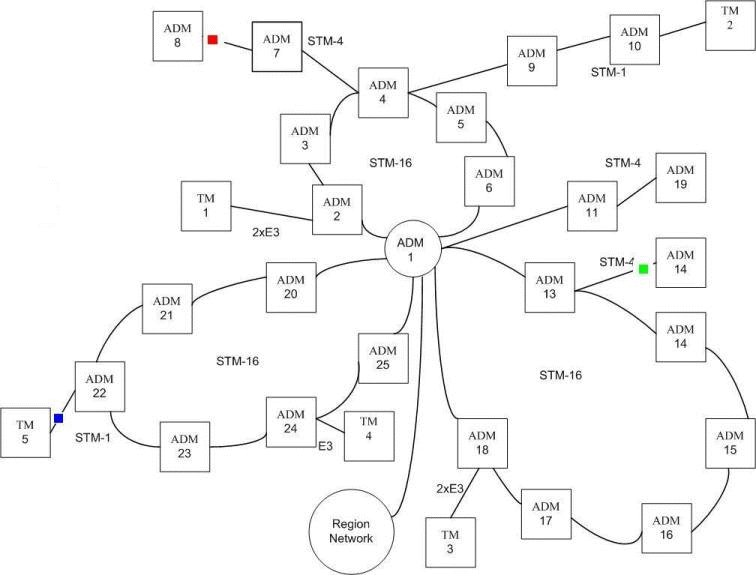 ADM
8
ADM
7
STM-4
ADM
4
ADM
9
ADM
10
STM-1
TM
2
ADM
3
ADM
5
STM-16
ADM
6
TM
1
2xE3
ADM
2
ADM
1
ADM
11
STM-4
ADM
19
ADM
13
STM-4
ADM
14
ADM
20
ADM
21
STM-16
ADM
25
ADM
14
STM-16
ADM
22
TM
5
STM-1
ADM
23
ADM
24
E3
TM
4
ADM
18
ADM
15
2xE3
TM
3
ADM
17
ADM
16
Region
Network